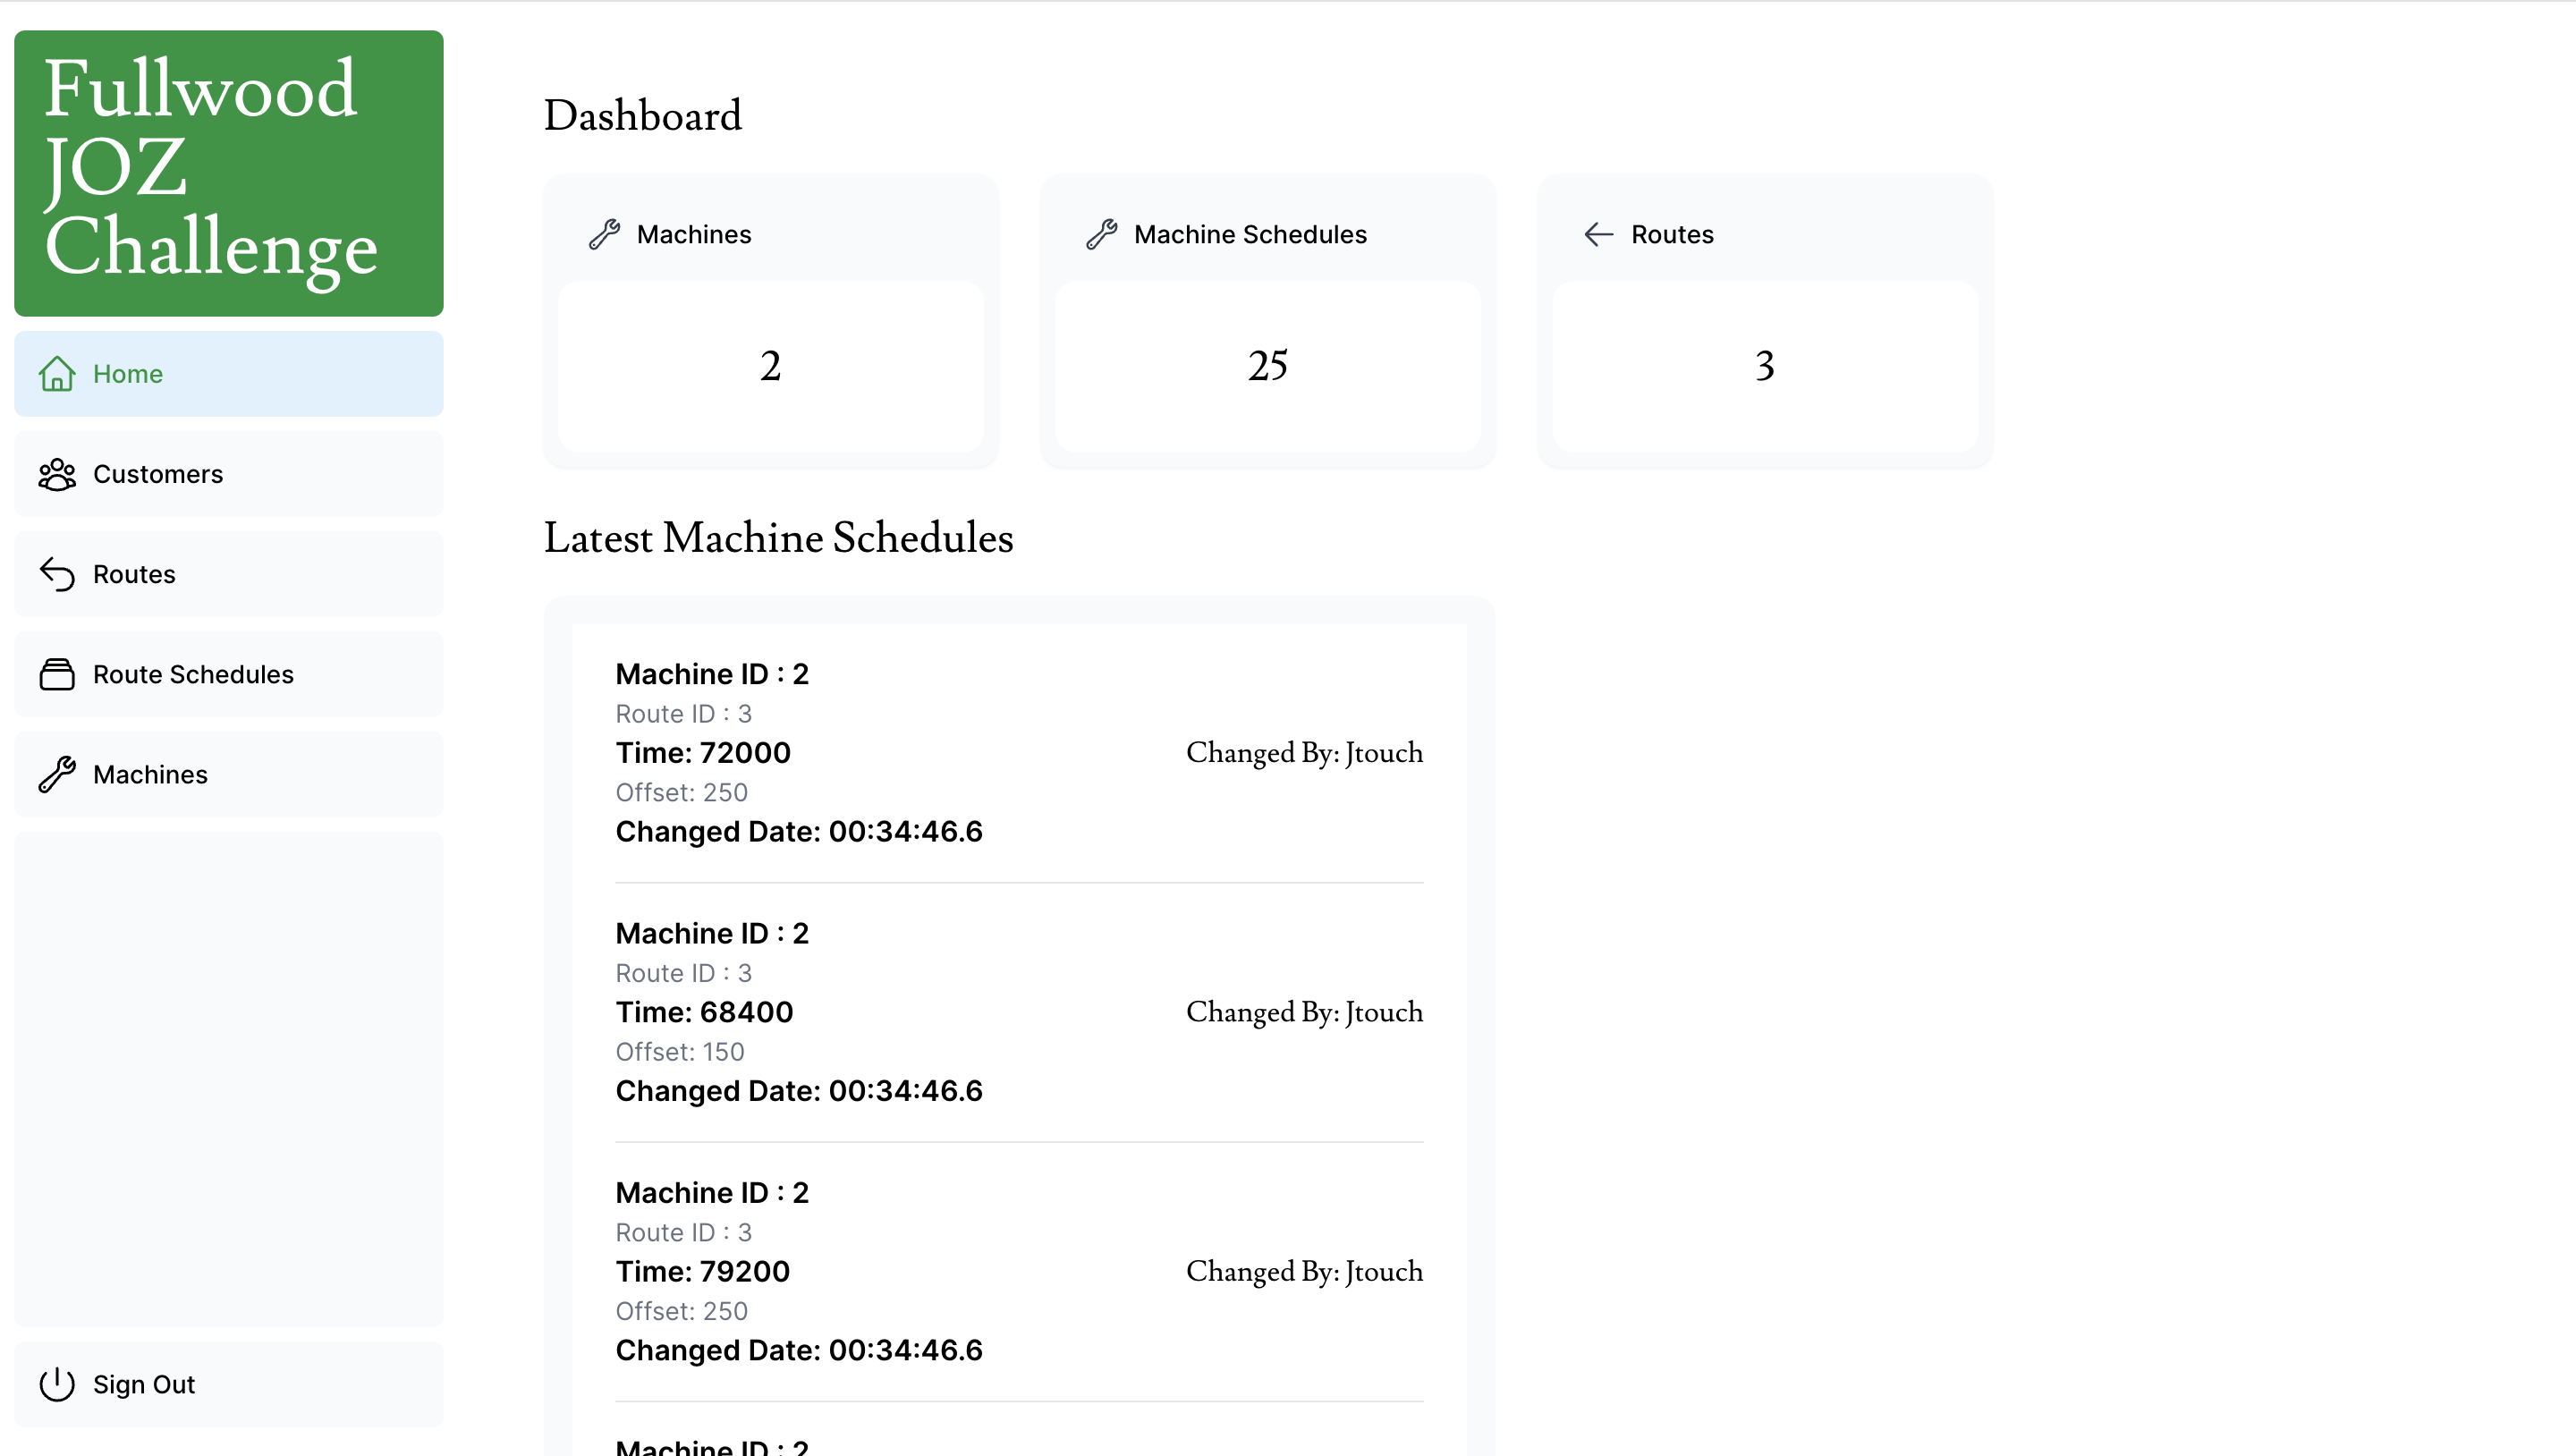 Fullwood
JOZ
Challenge
Home
Customers
Routes
Route Schedules
Machines
Sign Out
Dashboard
Machines
2
Machine Schedules
25
Routes
3
Latest Machine Schedules
Machine ID : 2
Route ID : 3
Time: 72000
Offset: 250
Changed Date: 00:34:46.6
Changed By: Jtouch
Machine ID : 2
Route ID : 3
Time: 68400
Offset: 150
Changed Date: 00:34:46.6
Changed By: Jtouch
Machine ID : 2
Route ID : 3
Time: 79200
Offset: 250
Changed Date: 00:34:46.6
Changed By: Jtouch
Machine ID : 2